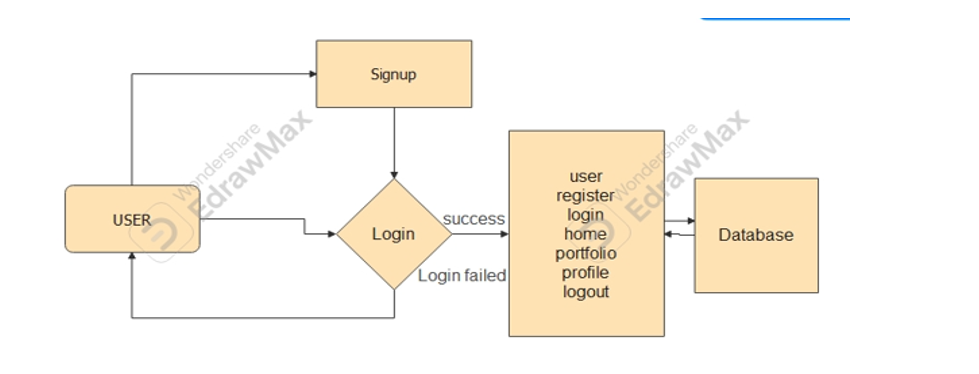 Signup
USER
Login
success
Login failed
user
register
login
home
portfolio
profile
logout
Database
Wondershare
EdrawMax
Wondershare
EdrawMax